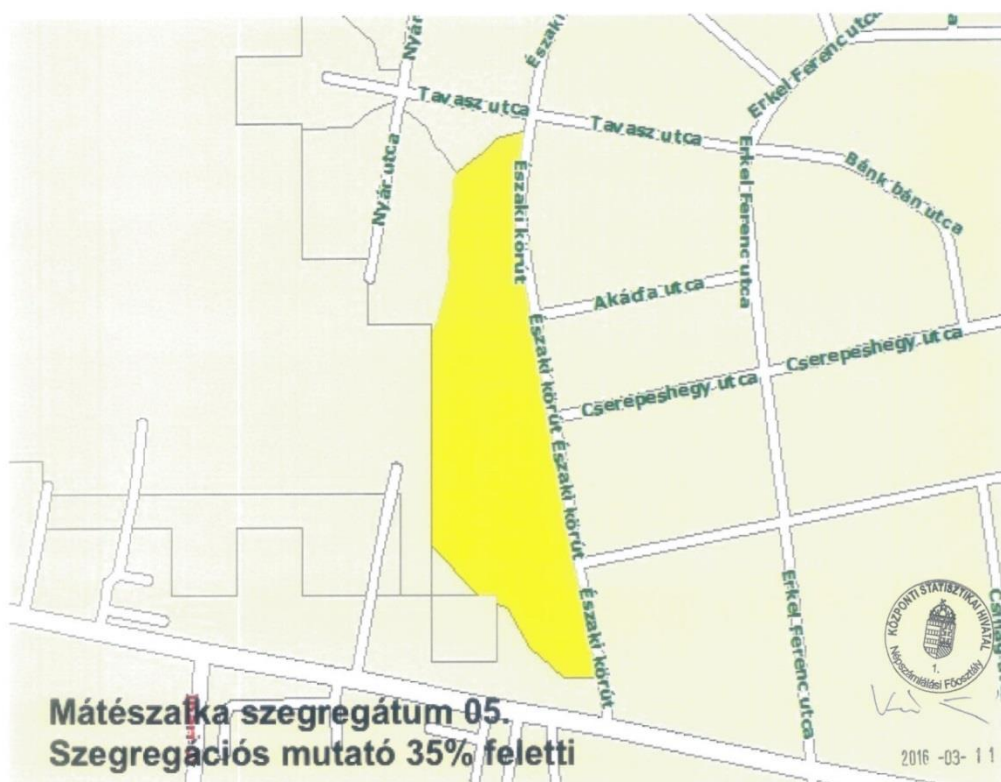 Nyár
Északi
Erkel Ferenc utca
Tavasz utca
Tavasz utca
Nyár utca
Északi körút
Erkel Ferenc utca
Bánk bán utca
Akácfa utca
Északi körút
Cserepeshegy utca
Cserepeshegy utca
Északi körút
Északi körút
Erkel Ferenc utca
KÖZPONTI STATISZTIKAI HIVATAL
1.
Népszámlálási Főosztály
Mátészalka szegregátum 05.
Szegregációs mutató 35% feletti
2016 -03- 11